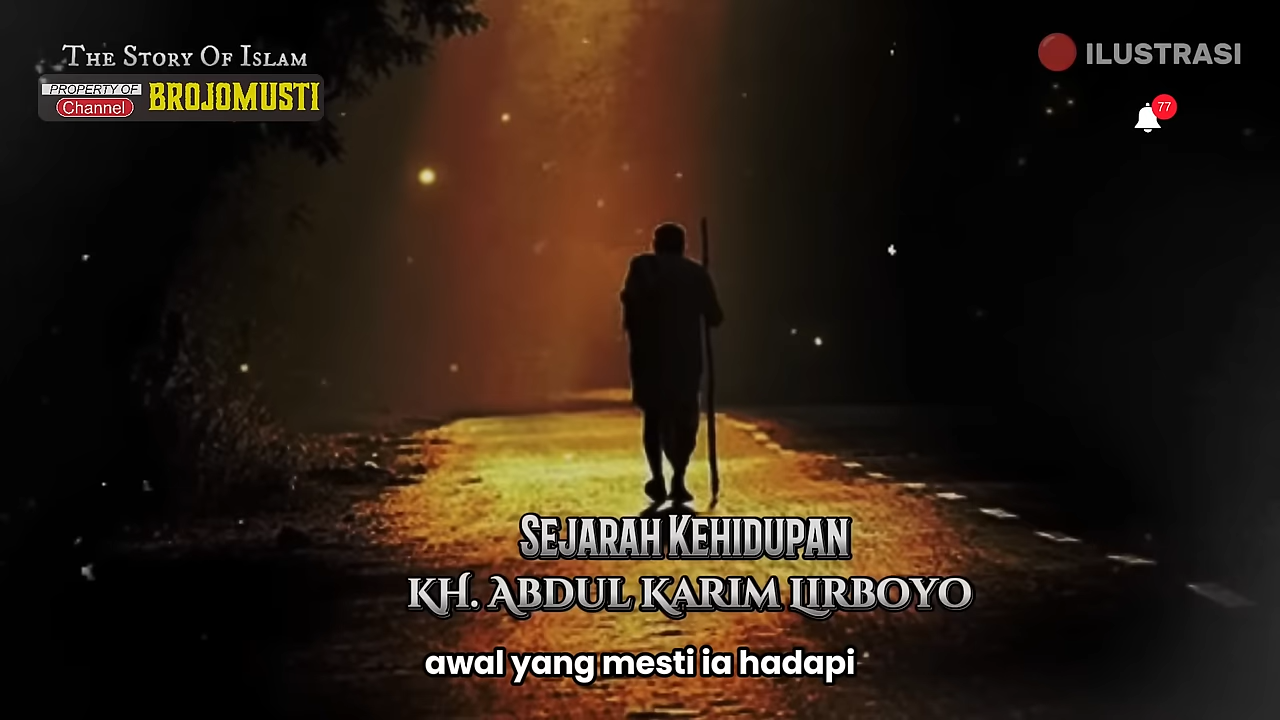 The Story Of Islam
PROPERTY OF
Channel
BROJOMUSTI
ILUSTRASI
77
Sejarah Kehidupan
KH. Abdul Karim Lirboyo
awal yang mesti ia hadapi